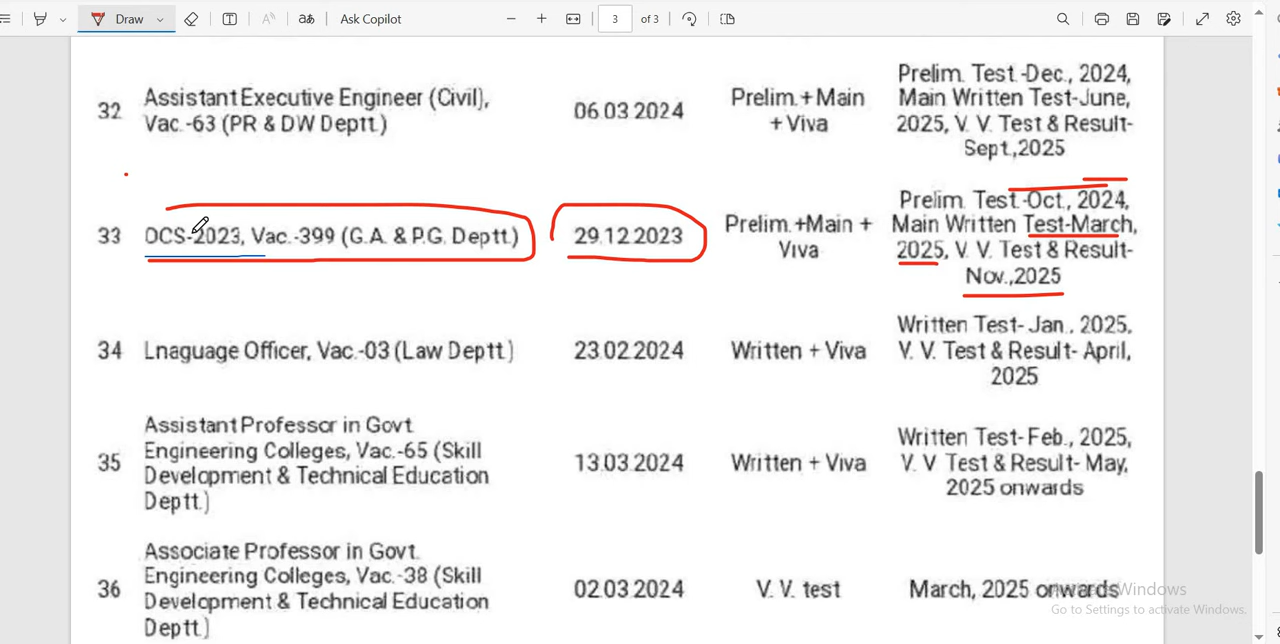 Draw
aあ
Ask Copilot
3
of 3
Prelim. Test.-Dec., 2024,
32
Assistant Executive Engineer (Civil),
06.03.2024
Prelim.+Main
Main Written Test-June,
Vac.-63 (PR & DW Deptt.)
+ Viva
2025, V. V. Test & Result-
Sept.,2025
Prelim. Test.-Oct., 2024,
33
OCS-2023, Vac.-399 (G.A. & P.G. Deptt.)
29.12.2023
Prelim.+Main +
Main Written Test-March,
Viva
2025, V. V. Test & Result-
Nov.,2025
34
Lnaguage Officer, Vac.-03 (Law Deptt.)
23.02.2024
Written + Viva
Written Test- Jan., 2025,
V. V. Test & Result- April,
2025
35
Assistant Professor in Govt.
Engineering Colleges, Vac.-65 (Skill
Development & Technical Education
Deptt.)
13.03.2024
Written + Viva
Written Test- Feb., 2025,
V. V. Test & Result- May,
2025 onwards
36
Associate Professor in Govt.
Engineering Colleges, Vac.-38 (Skill
Development & Technical Education
Deptt.)
02.03.2024
V. V. test
March, 2025 onwards
Activate Windows
Go to Settings to activate Windows.